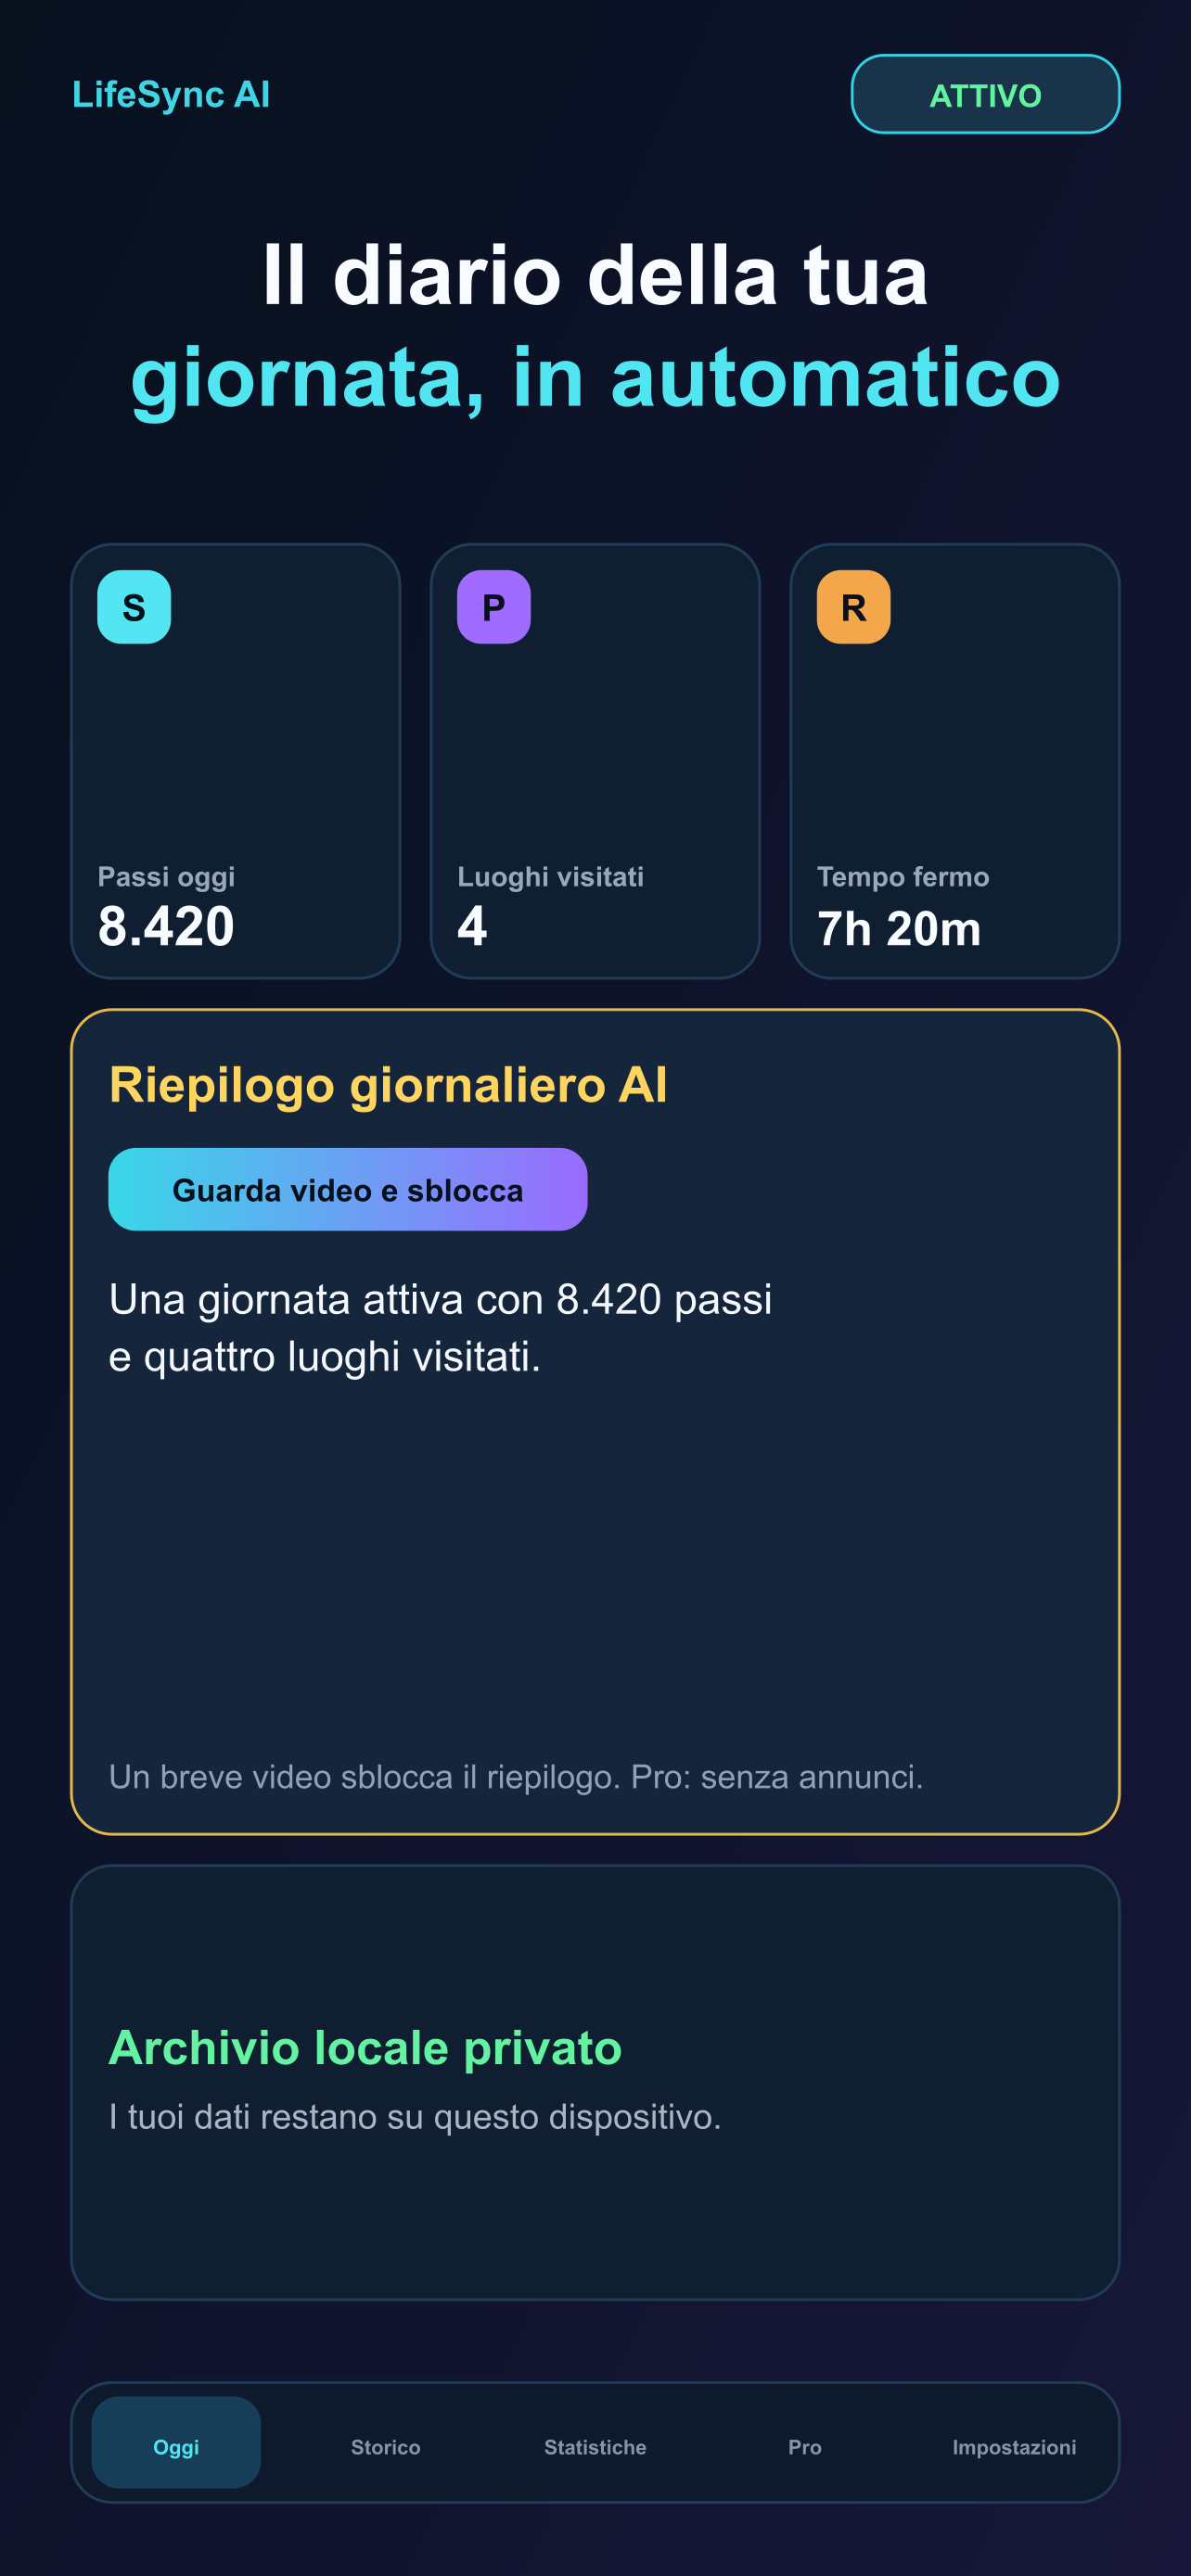 LifeSync AI
ATTIVO
Il diario della tua
giornata, in automatico
S
P
R
Passi oggi
8.420
Luoghi visitati
4
Tempo fermo
7h 20m
Riepilogo giornaliero AI
Guarda video e sblocca
Una giornata attiva con 8.420 passi
e quattro luoghi visitati.
Un breve video sblocca il riepilogo. Pro: senza annunci.
Archivio locale privato
I tuoi dati restano su questo dispositivo.
Oggi
Storico
Statistiche
Pro
Impostazioni